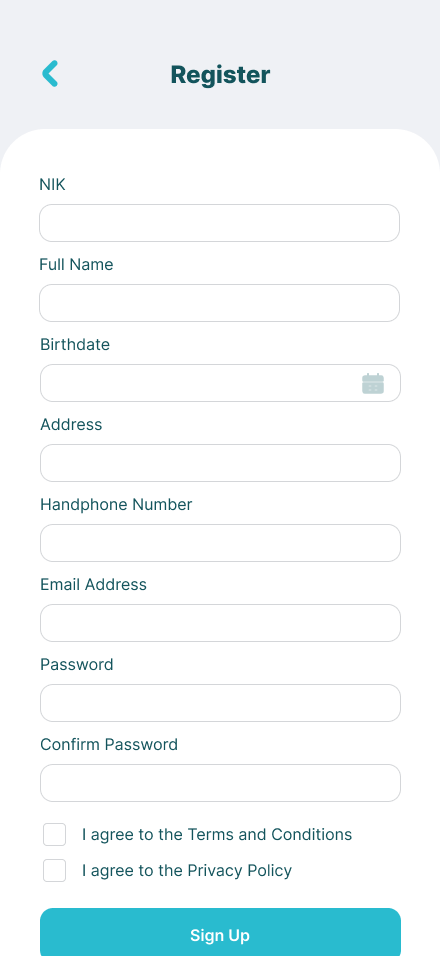 Register
NIK
Full Name
Birthdate
Address
Handphone Number
Email Address
Password
Confirm Password
I agree to the Terms and Conditions
I agree to the Privacy Policy
Sign Up